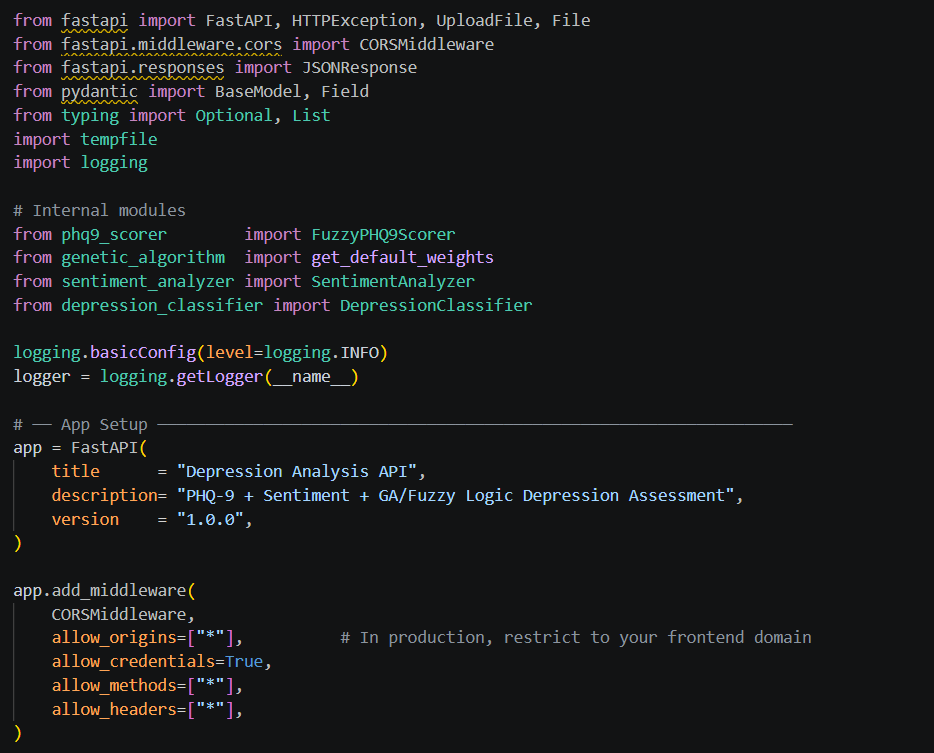 from fastapi import FastAPI, HTTPException, UploadFile, File
from fastapi.middleware.cors import CORSMiddleware
from fastapi.responses import JSONResponse
from pydantic import BaseModel, Field
from typing import Optional, List
import tempfile
import logging

# Internal modules
from phq9_scorer        import FuzzyPHQ9Scorer
from genetic_algorithm  import get_default_weights
from sentiment_analyzer import SentimentAnalyzer
from depression_classifier import DepressionClassifier

logging.basicConfig(level=logging.INFO)
logger = logging.getLogger(__name__)

# ── App Setup ──────────────────────────────────────────────────────────────────
app = FastAPI(
    title      = "Depression Analysis API",
    description= "PHQ-9 + Sentiment + GA/Fuzzy Logic Depression Assessment",
    version    = "1.0.0",
)

app.add_middleware(
    CORSMiddleware,
    allow_origins=["*"],          # In production, restrict to your frontend domain
    allow_credentials=True,
    allow_methods=["*"],
    allow_headers=["*"],
)